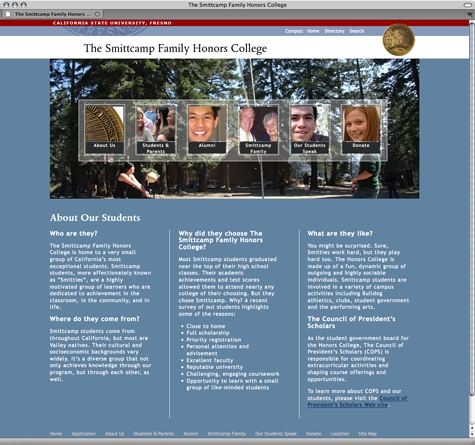 The Smittcamp Family Honors College
The Smittcamp Family Honors ...
CALIFORNIA STATE UNIVERSITY, FRESNO
Campus: Home Directory Search
The Smittcamp Family Honors College
About Us
Students &
Parents
Alumni
Smittcamp
Family
Our Students
Speak
Donate
About Our Students
Who are they?
The Smittcamp Family Honors
College is home to a very small
group of California's most
exceptional students. Smittcamp
students, more affectionately known
as "Smitties", are a highly
motivated group of learners who are
dedicated to achievement in the
classroom, in the community, and in
life.
Where do they come from?
Smittcamp students come from
throughout California, but most are
Valley natives. Their cultural and
socioeconomic backgrounds vary
widely. It's a diverse group that not
only achieves knowledge through our
program, but through each other, as
well.
Why did they choose The
Smittcamp Family Honors
College?
Most Smittcamp students graduated
near the top of their high school
classes. Their academic
achievements and test scores
allowed them to attend nearly any
college of their choosing. But they
chose Smittcamp. Why? A recent
survey of out students highlights
some of the reasons:
• Close to home
• Full scholarship
• Priority registration
• Personal attention and
advisement
• Excellent faculty
• Reputable university
• Challenging, engaging coursework
• Opportunity to learn with a small
group of like-minded students
What are they like?
You might be surprised. Sure,
Smitties work hard, but they play
hard too. The Honors College is
made up of a fun, dynamic group of
outgoing and highly sociable
individuals. Smittcamp students are
involved in a variety of campus
activities including Bulldog
athletics, clubs, student government
and the performing arts.
The Council of President's
Scholars
As the student government board
for the Honors College, The Council
of President's Scholars (COPS) is
responsible for coordinating
extracurricular activities and
shaping course offerings and
opportunities.
To learn more about COPS and our
students, please visit the Council of
President's Scholars Web site.
Home Application About Us Students & Parents Alumni Smittcamp Family Our Students Speak Donate Location Site Map